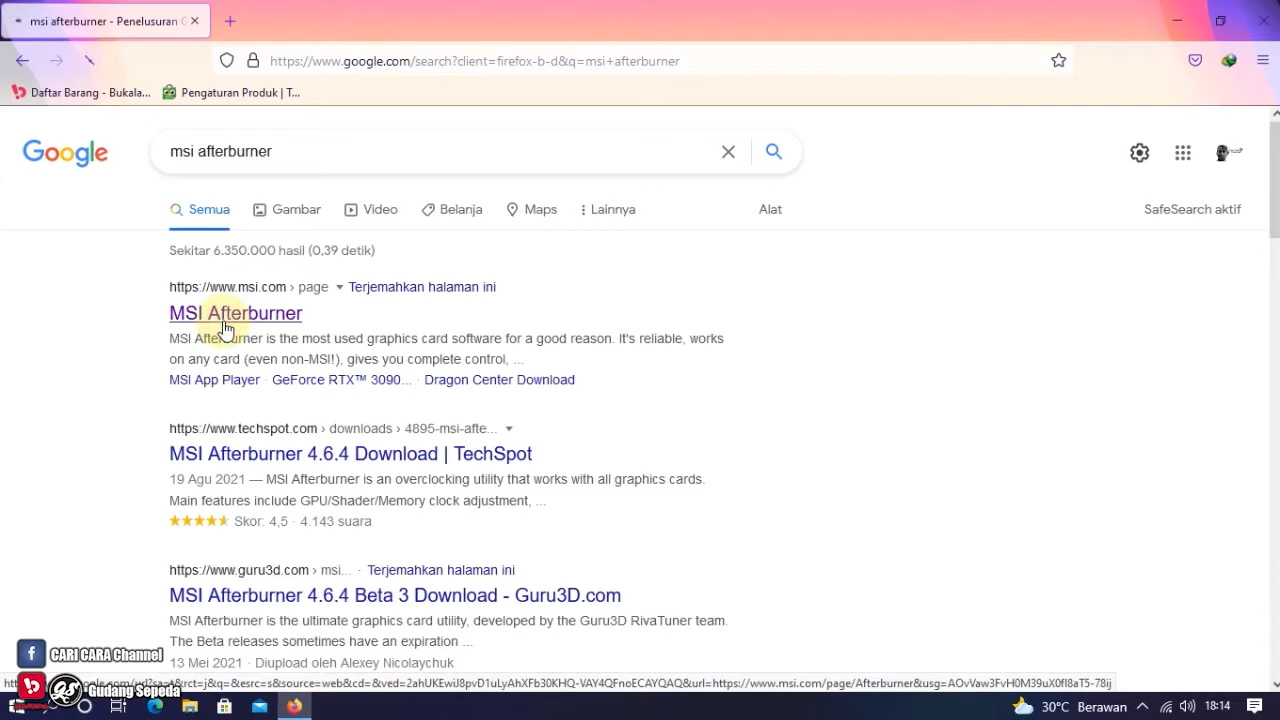 msi afterburner - Penelusuran G
https://www.google.com/search?client=firefox-b-d&q=msi+afterburner
Daftar Barang - Bukala...
Pengaturan Produk | T...
Google
msi afterburner
Semua
Gambar
Video
Belanja
Maps
Lainnya
Alat
SafeSearch aktif
Sekitar 6.350.000 hasil (0,39 detik)
https://www.msi.com › page Terjemahkan halaman ini
MSI Afterburner
MSI Afterburner is the most used graphics card software for a good reason. It's reliable, works
on any card (even non-MSI!), gives you complete control, ...
MSI App Player · GeForce RTX™ 3090... · Dragon Center Download
https://www.techspot.com › downloads › 4895-msi-afte...
MSI Afterburner 4.6.4 Download | TechSpot
19 Agu 2021 — MSI Afterburner is an overclocking utility that works with all graphics cards.
Main features include GPU/Shader/Memory clock adjustment, ...
Skor: 4,5 · 4.143 suara
https://www.guru3d.com › msi... · Terjemahkan halaman ini
MSI Afterburner 4.6.4 Beta 3 Download - Guru3D.com
MSI Afterburner is the ultimate graphics card utility, developed by the Guru3D RivaTuner team.
The Beta releases sometimes have an expiration ...
13 Mei 2021 · Diupload oleh Alexey Nicolaychuk
f CARI CARA Channel
GS Gudang Sepeda
30°C Berawan
18:14